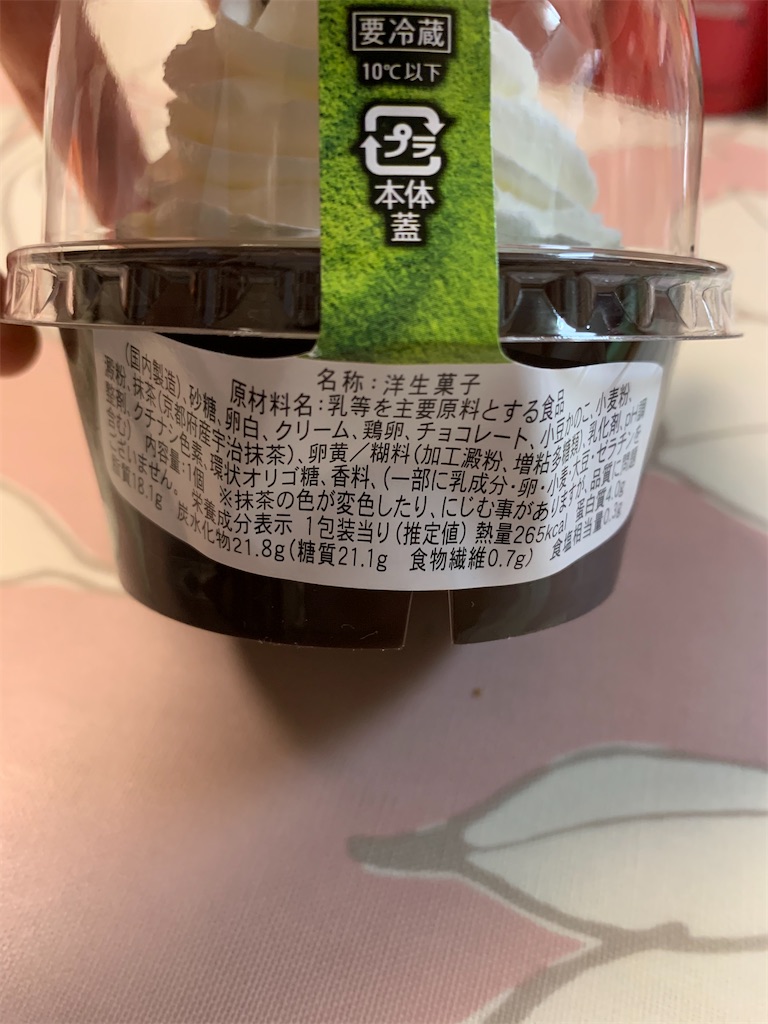 要冷蔵
10℃以下
プラ
本体
蓋
名称：洋生菓子
原材料名：乳等を主要原料とする食品
（国内製造）、砂糖、卵白、クリーム、鶏卵、チョコレート、小豆かのこ、小麦粉、
澱粉、抹茶（京都府産宇治抹茶）、卵黄／糊料（加工澱粉、増粘多糖類）、乳化剤、pH調
整剤、クチナシ色素、環状オリゴ糖、香料、（一部に乳成分・卵・小麦・大豆・ゼラチンを
含む） 内容量：1個 ※抹茶の色が変色したり、にじむ事がありますが、品質に問題
ございません。 栄養成分表示 1包装当り（推定値） 熱量265kcal 蛋白質4.0g
脂質18.1g 炭水化物21.8g（糖質21.1g 食物繊維0.7g） 食塩相当量0.3g